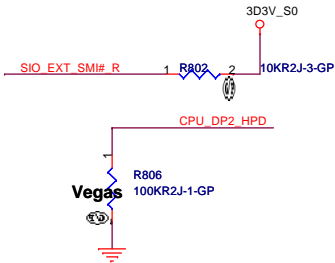 3D3V_S0
SIO_EXT_SMI#_R
1
R802
2
10KR2J-3-GP
CPU_DP2_HPD
1
R806
Vegas
100KR2J-1-GP